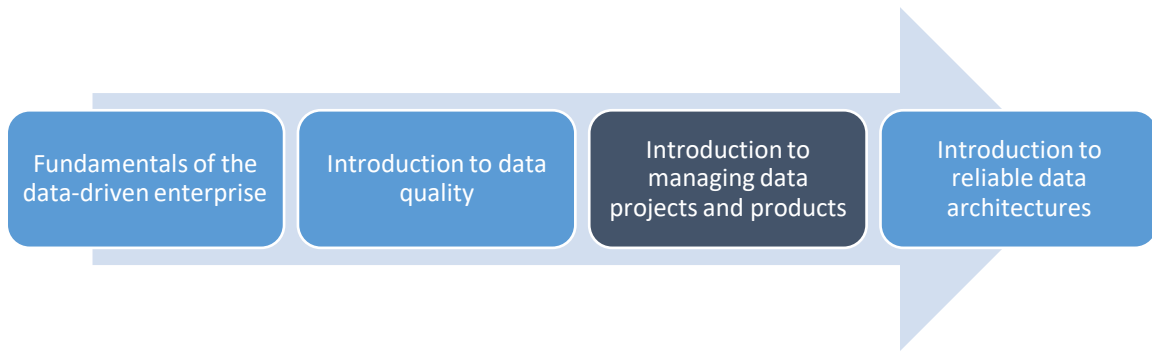 Fundamentals of the
data-driven enterprise
Introduction to data
quality
Introduction to
managing data
projects and products
Introduction to
reliable data
architectures